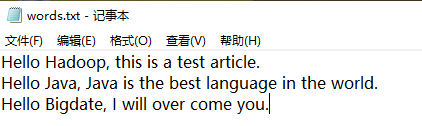 words.txt - 记事本
文件(F) 编辑(E) 格式(O) 查看(V) 帮助(H)
Hello Hadoop, this is a test article.
Hello Java, Java is the best language in the world.
Hello Bigdate, I will over come you.